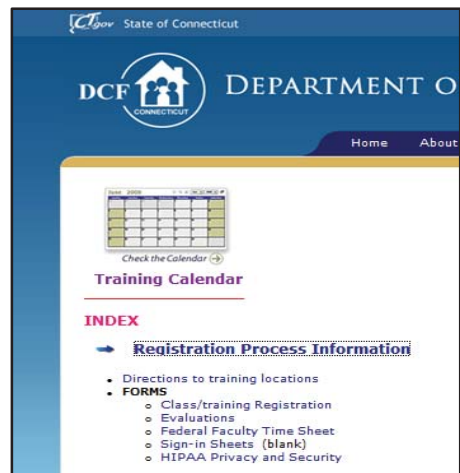 CT.gov State of Connecticut
DCF
CONNECTICUT
DEPARTMENT O
Home About
June 2008
Check the Calendar
Training Calendar
INDEX
Registration Process Information
Directions to training locations
FORMS
Class/training Registration
Evaluations
Federal Faculty Time Sheet
Sign-in Sheets (blank)
HIPAA Privacy and Security